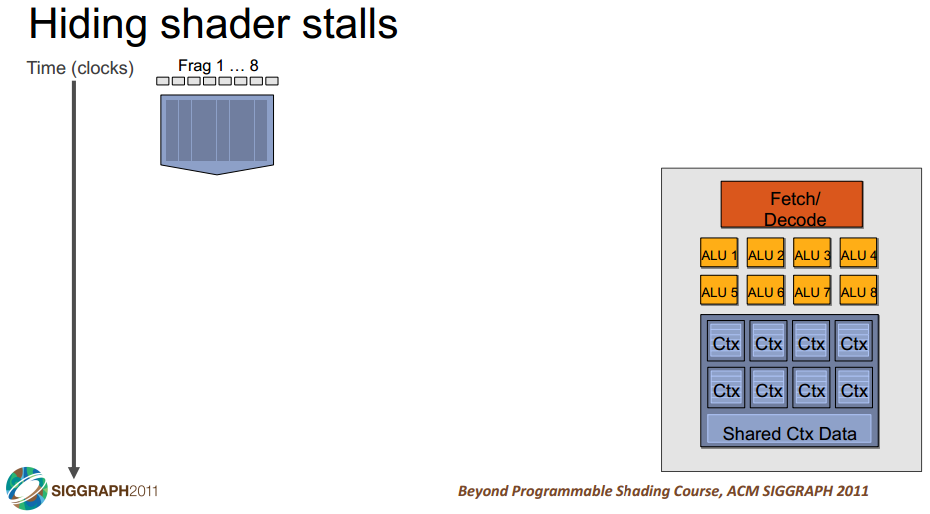 Hiding shader stalls
Time (clocks)
Frag 1 … 8
Fetch/
Decode
ALU 1 ALU 2 ALU 3 ALU 4
ALU 5 ALU 6 ALU 7 ALU 8
Ctx Ctx Ctx Ctx
Ctx Ctx Ctx Ctx
Shared Ctx Data
SIGGRAPH2011
Beyond Programmable Shading Course, ACM SIGGRAPH 2011